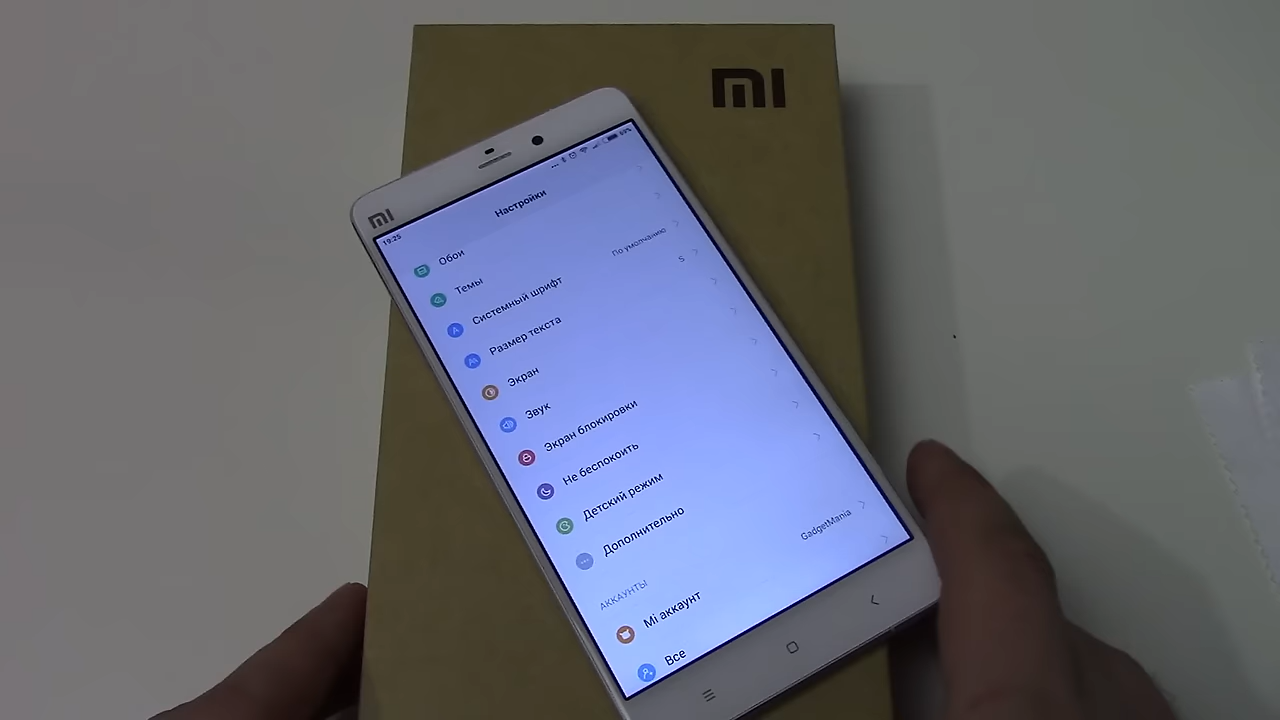 MI
MI
19:25
69%
Настройки
Обои
Темы
Системный шрифт По умолчанию
Размер текста S
Экран
Звук
Экран блокировки
Не беспокоить
Детский режим
Дополнительно
АККАУНТЫ
Mi аккаунт GadgetMania
Все